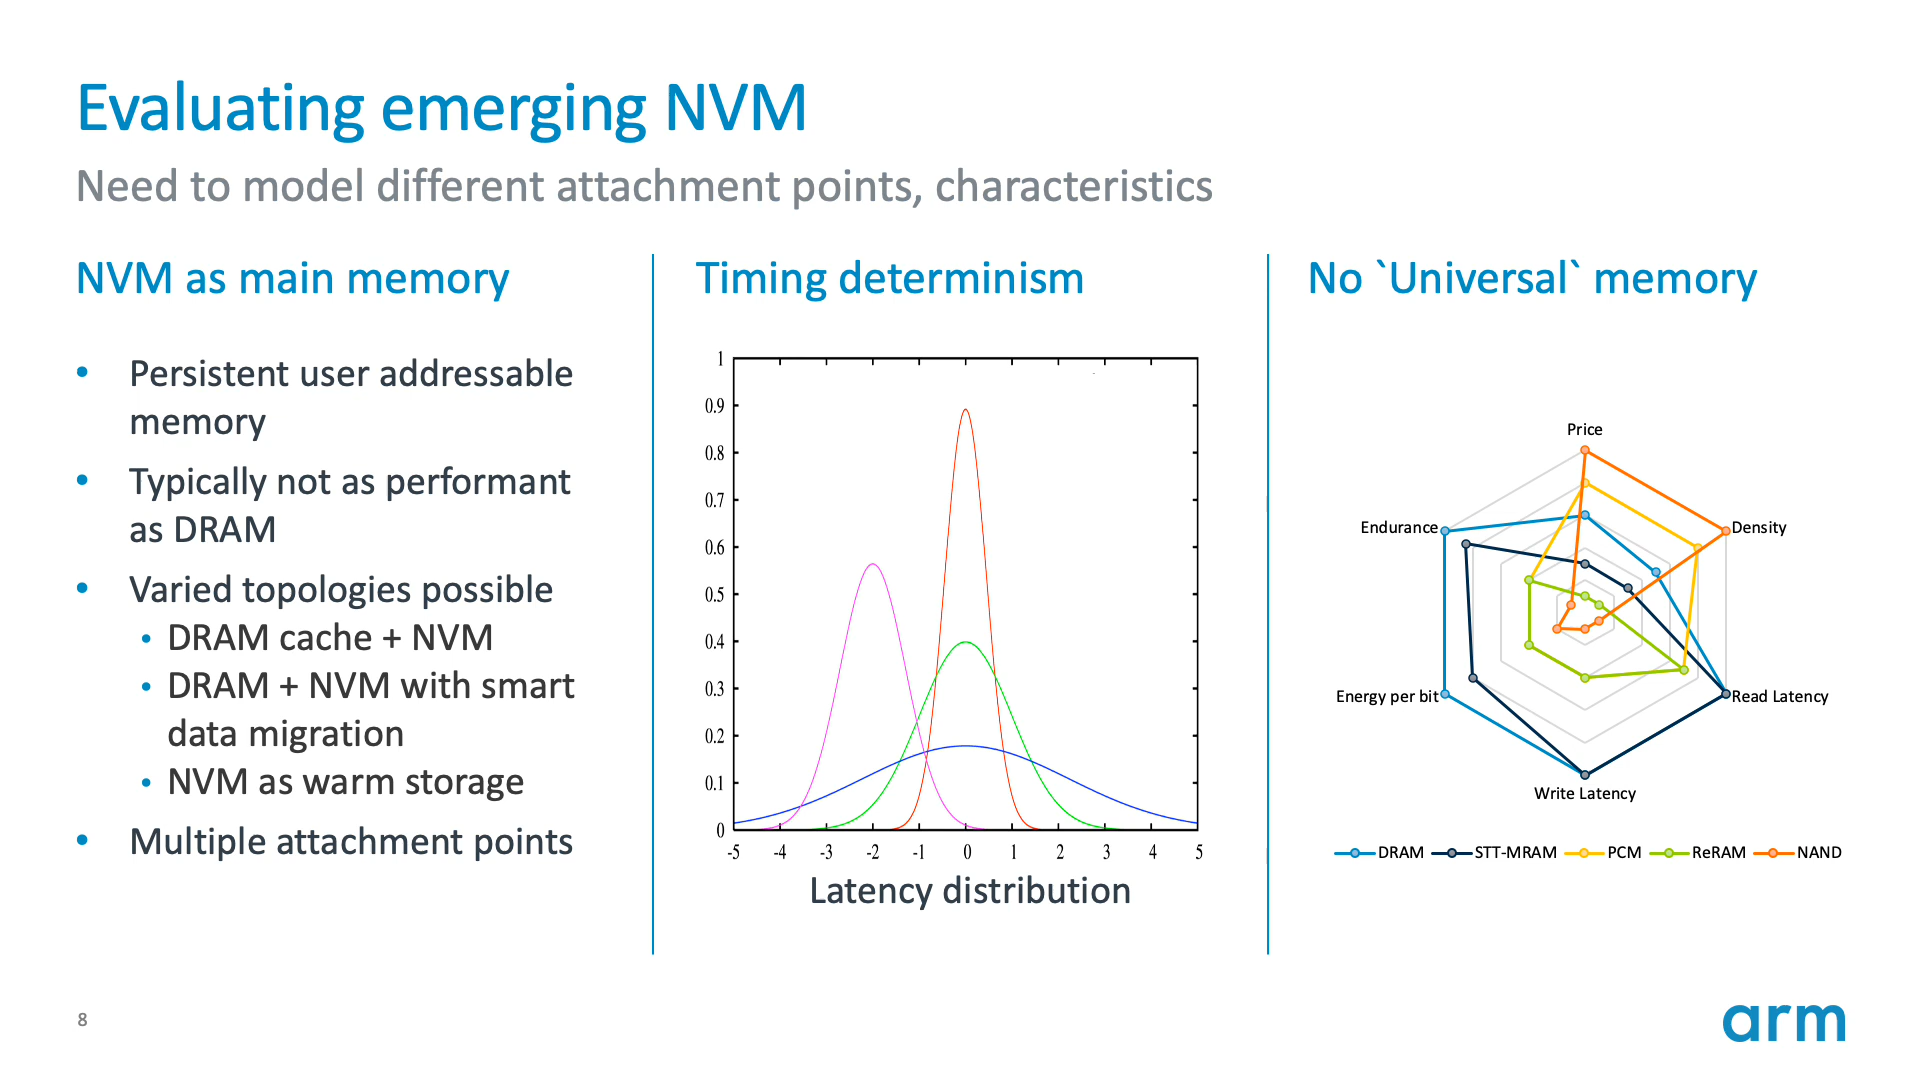 Evaluating emerging NVM
Need to model different attachment points, characteristics
NVM as main memory
• Persistent user addressable
memory
• Typically not as performant
as DRAM
• Varied topologies possible
• DRAM cache + NVM
• DRAM + NVM with smart
data migration
• NVM as warm storage
• Multiple attachment points
Timing determinism
1
0.9
0.8
0.7
0.6
0.5
0.4
0.3
0.2
0.1
0
-5 -4 -3 -2 -1 0 1 2 3 4 5
Latency distribution
No `Universal` memory
Price
Endurance
Density
Energy per bit
Read Latency
Write Latency
DRAM STT-MRAM PCM ReRAM NAND
8
arm